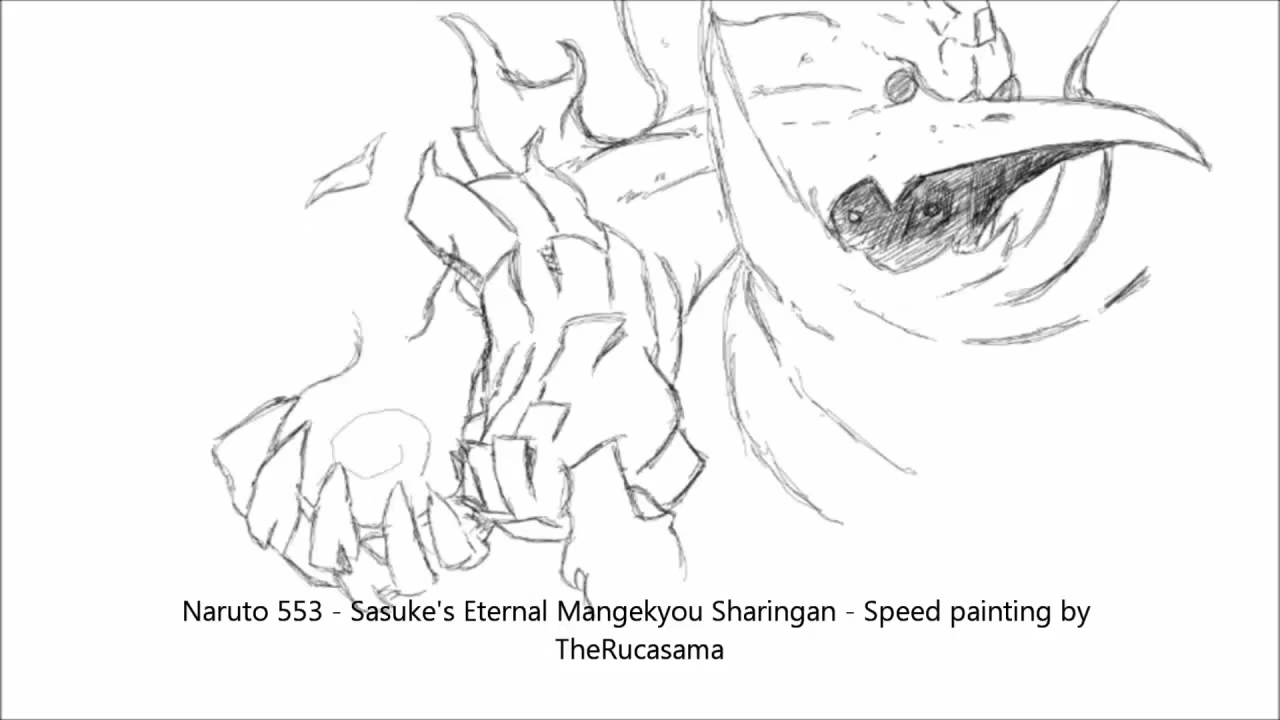 Naruto 553 - Sasuke's Eternal Mangekyou Sharingan - Speed painting by
TheRucasama